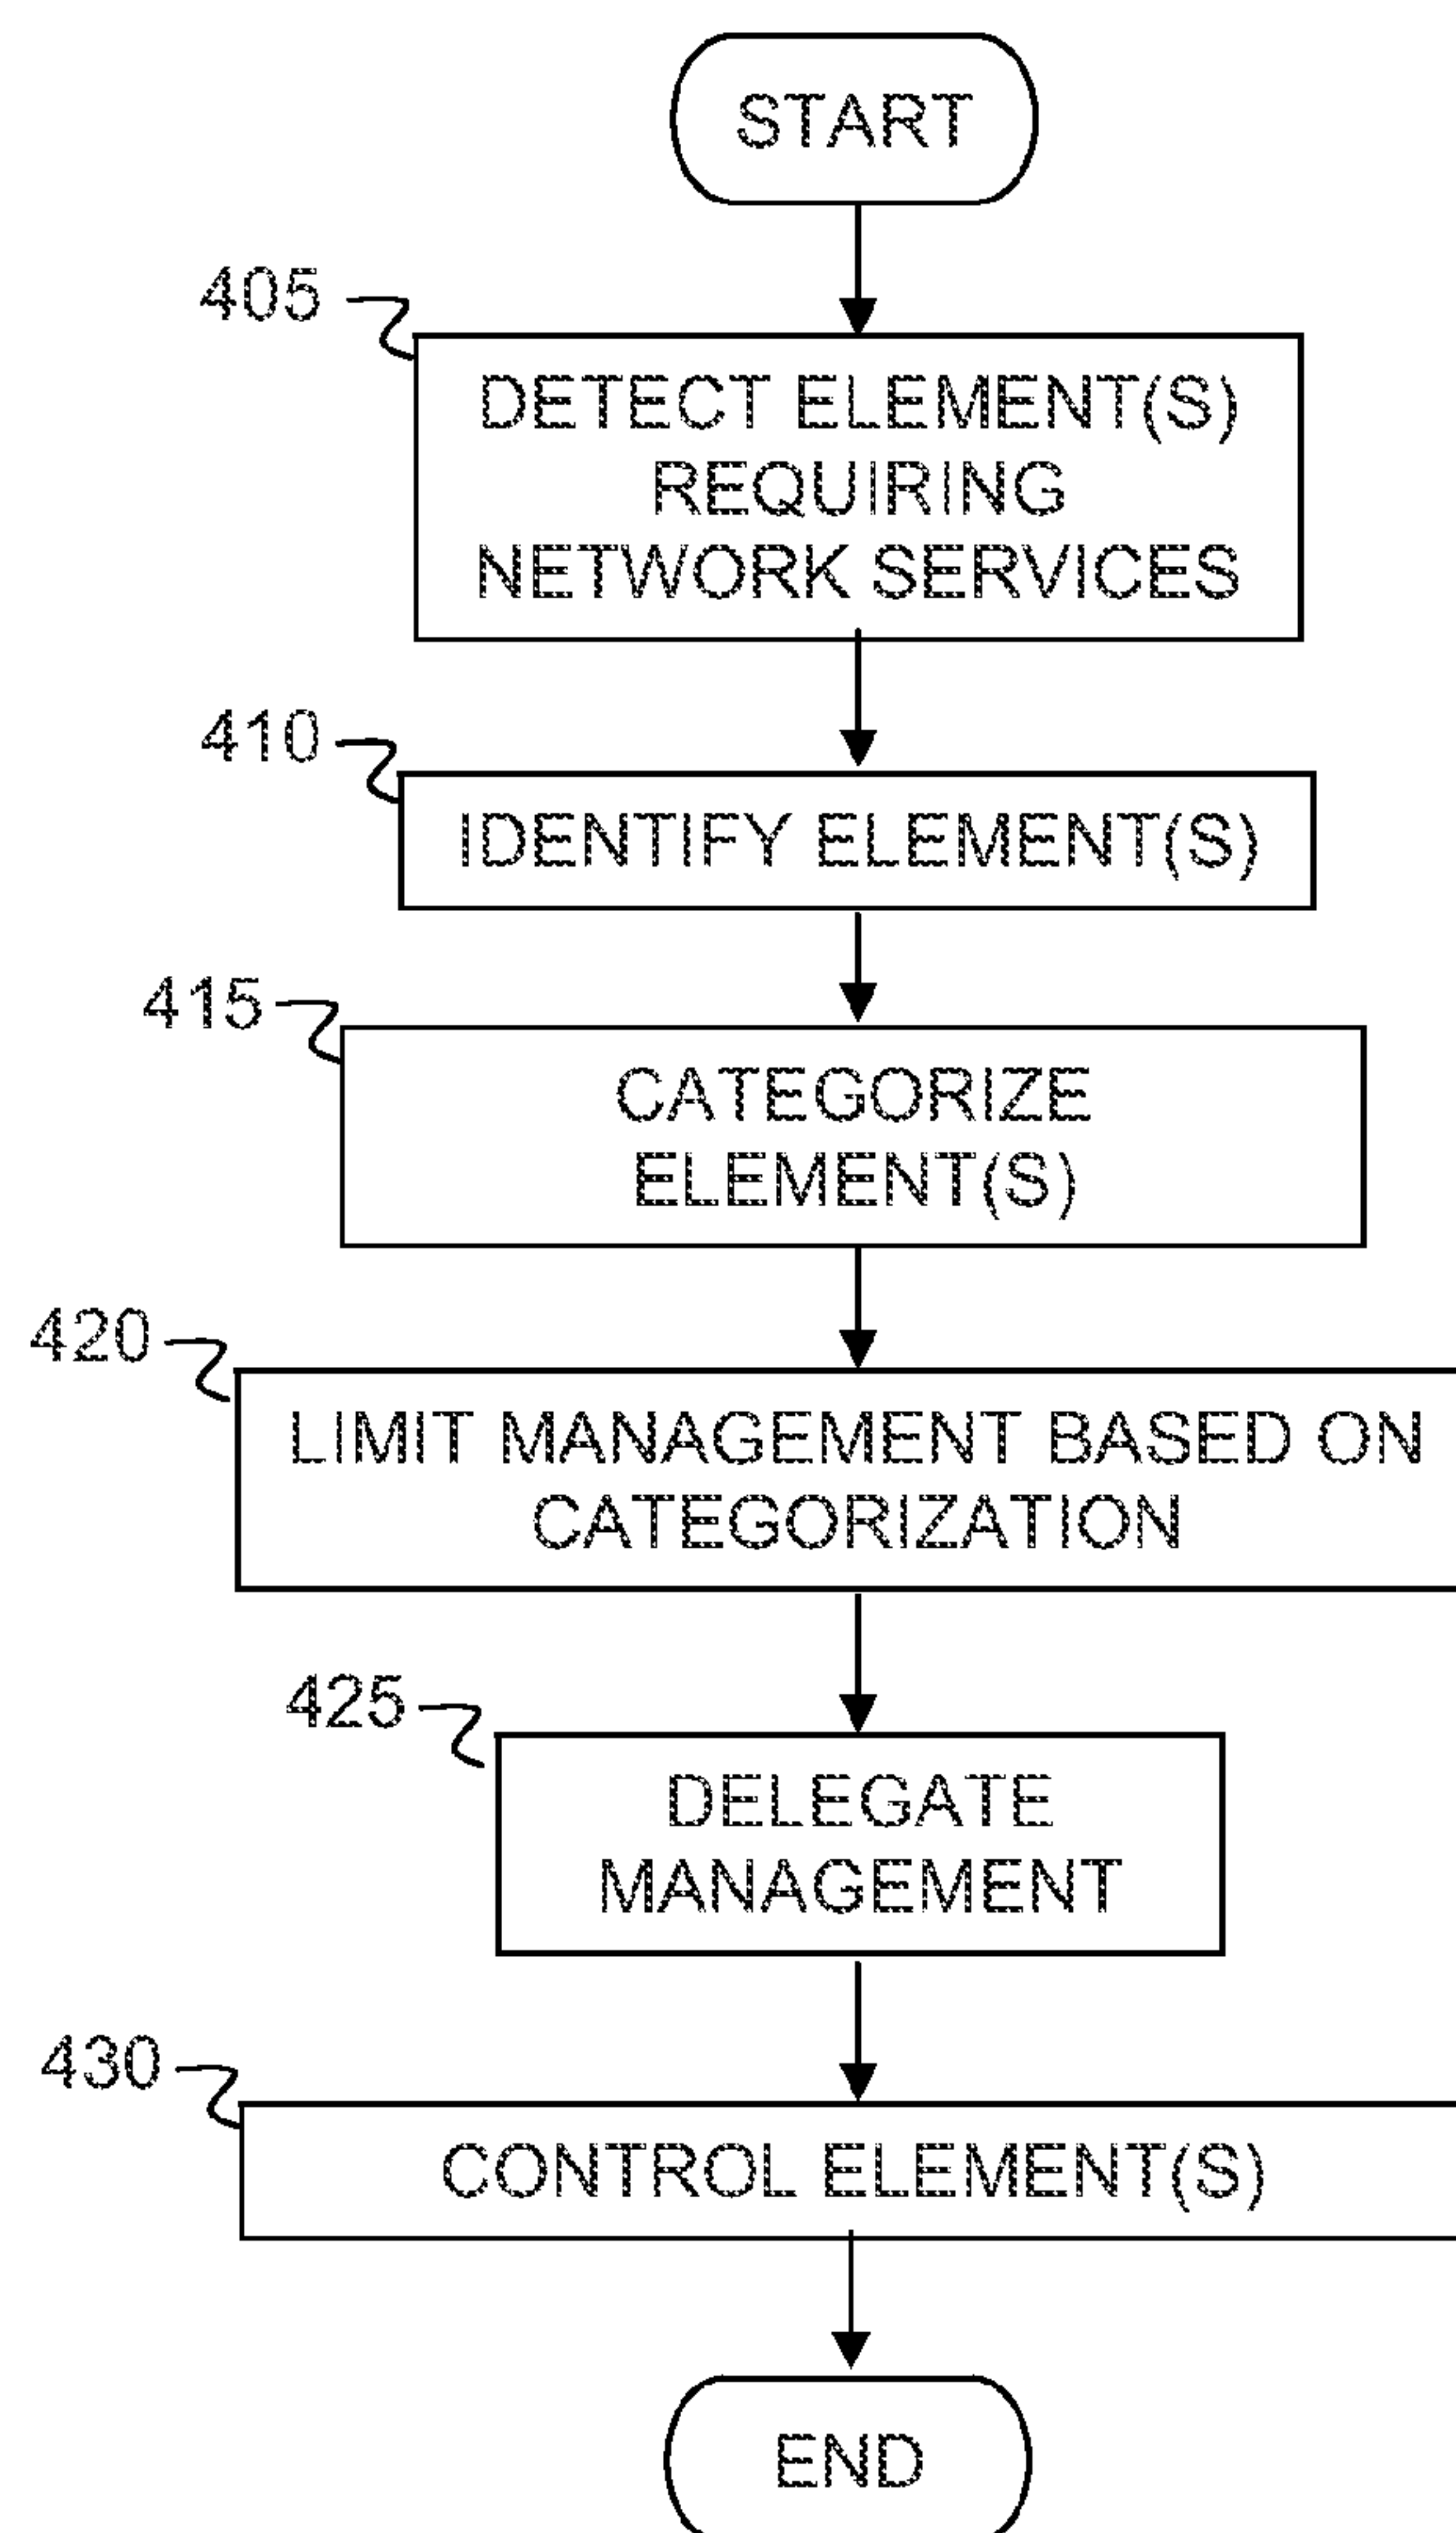 START
405
DETECT ELEMENT(S)
REQUIRING
NETWORK SERVICES
410
IDENTIFY ELEMENT(S)
415
CATEGORIZE
ELEMENT(S)
420
LIMIT MANAGEMENT BASED ON
CATEGORIZATION
425
DELEGATE
MANAGEMENT
430
CONTROL ELEMENT(S)
END